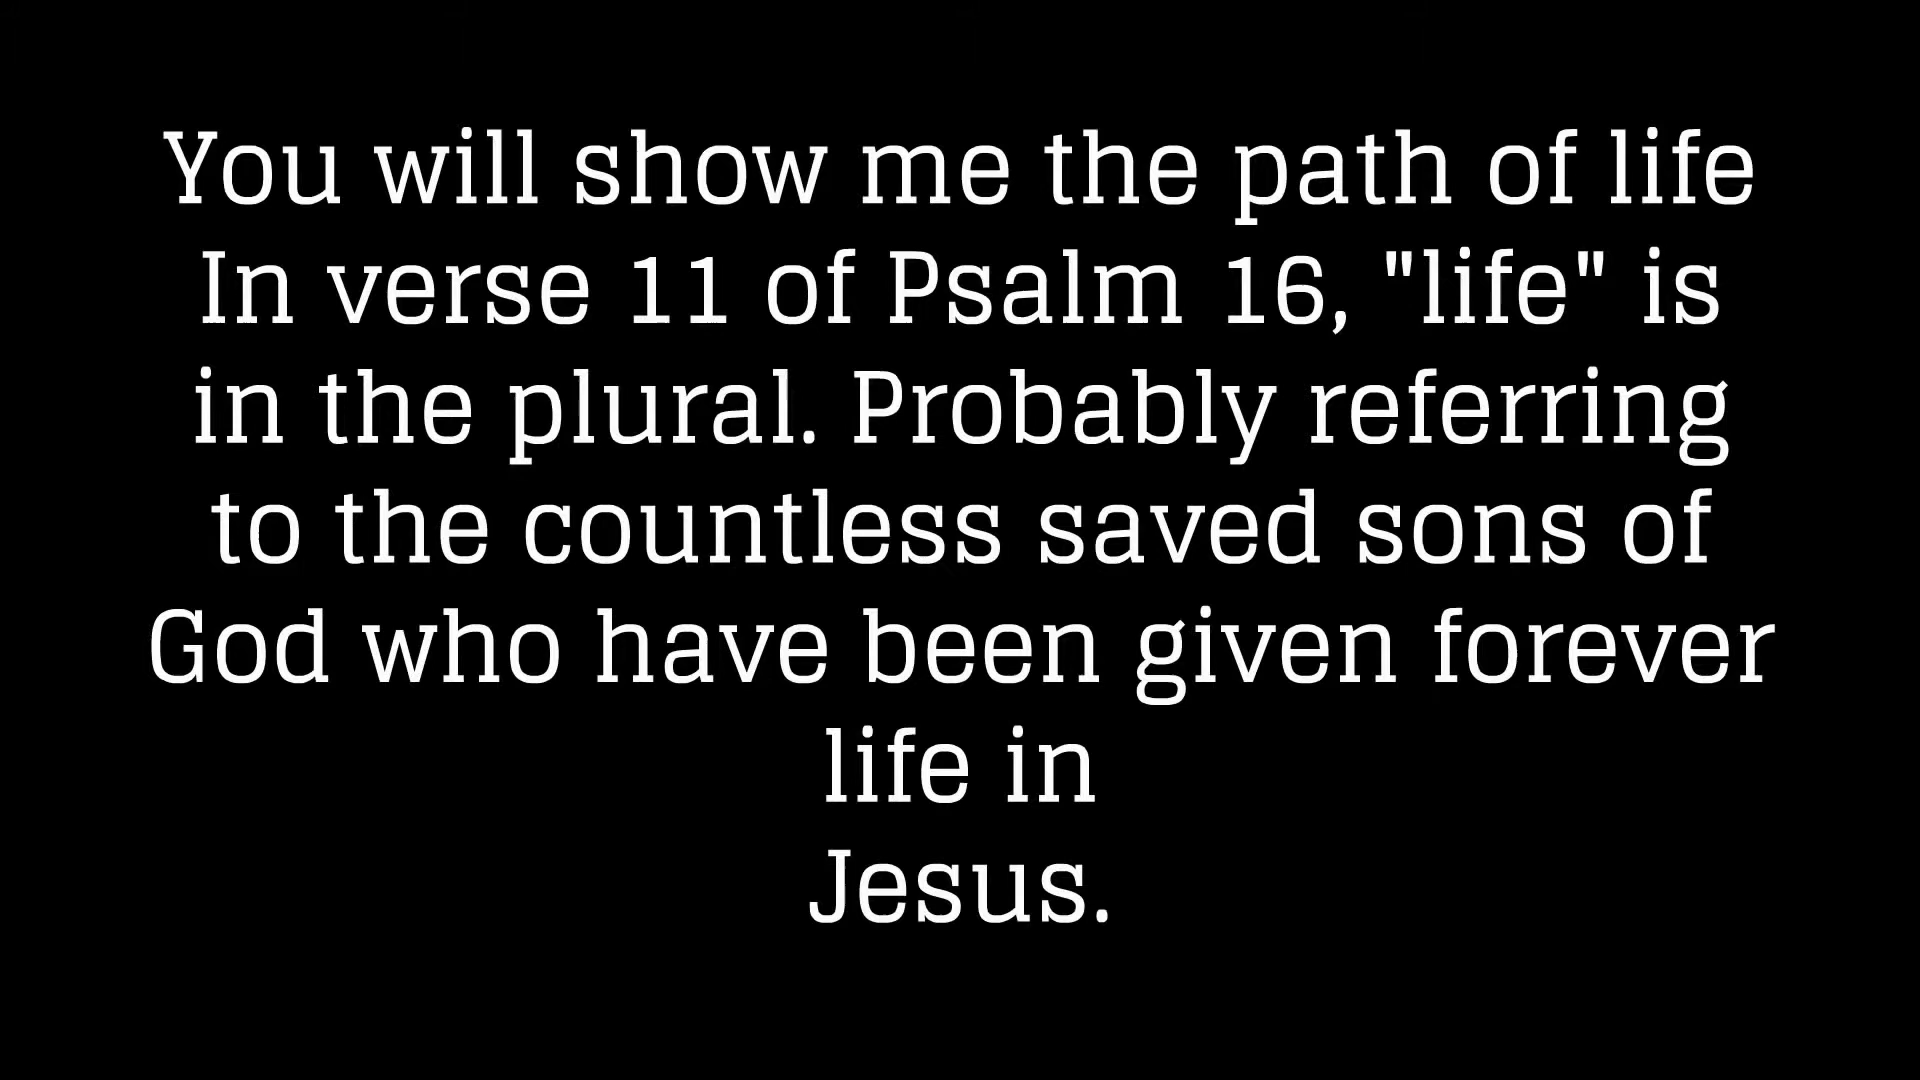 You will show me the path of life
In verse 11 of Psalm 16, "life" is
in the plural. Probably referring
to the countless saved sons of
God who have been given forever
life in
Jesus.